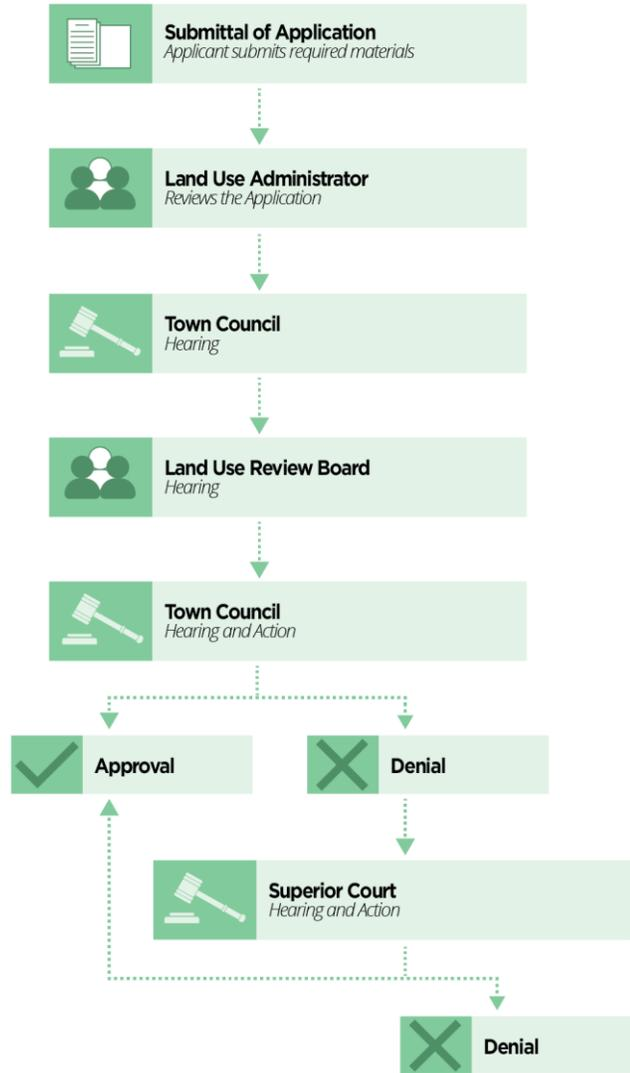 Submittal of Application
Applicant submits required materials
Land Use Administrator
Reviews the Application
Town Council
Hearing
Land Use Review Board
Hearing
Town Council
Hearing and Action
Approval
Denial
Superior Court
Hearing and Action
Denial